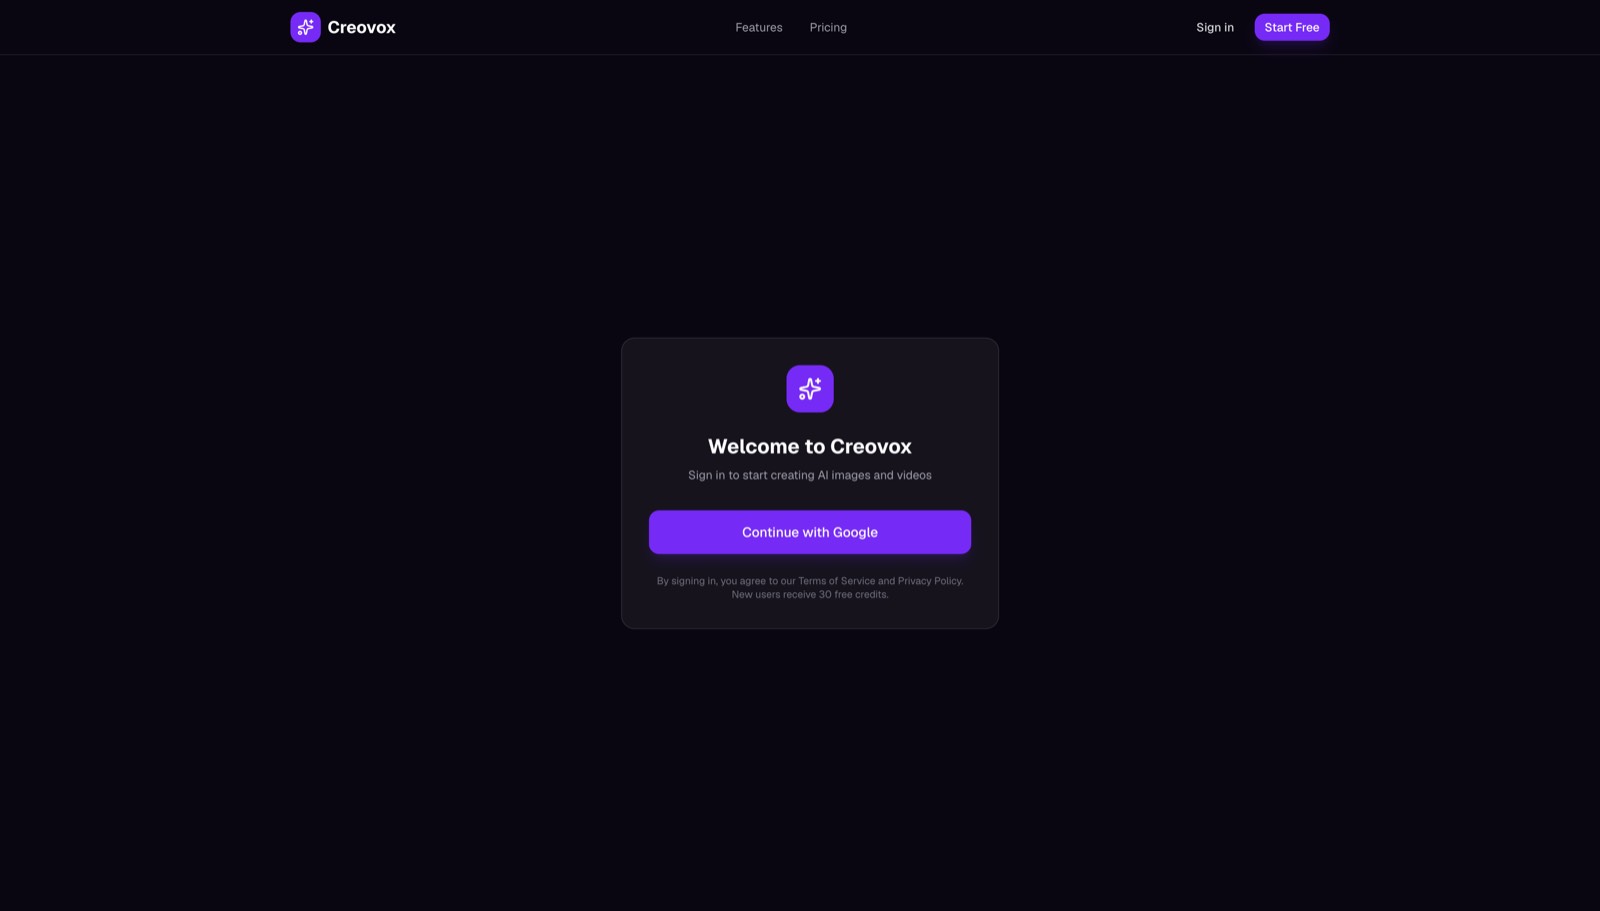 Creovox
Features
Pricing
Sign in
Start Free
Welcome to Creovox
Sign in to start creating AI images and videos
Continue with Google
By signing in, you agree to our Terms of Service and Privacy Policy.
New users receive 30 free credits.